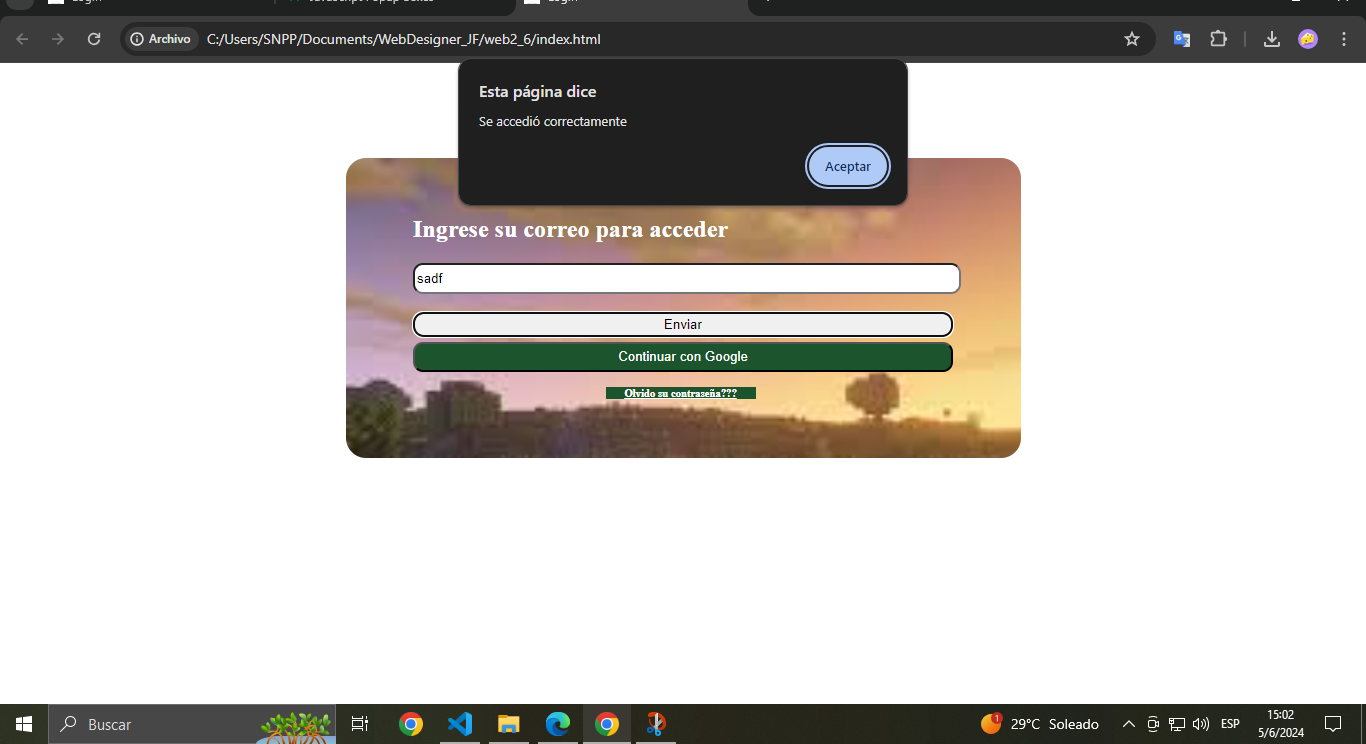 Archivo
C:/Users/SNPP/Documents/WebDesigner_JF/web2_6/index.html
Esta página dice
Se accedió correctamente
Aceptar
Ingrese su correo para acceder
sadf
Enviar
Continuar con Google
Olvido su contraseña???
Buscar
1
29°C Soleado
ESP
15:02
5/6/2024